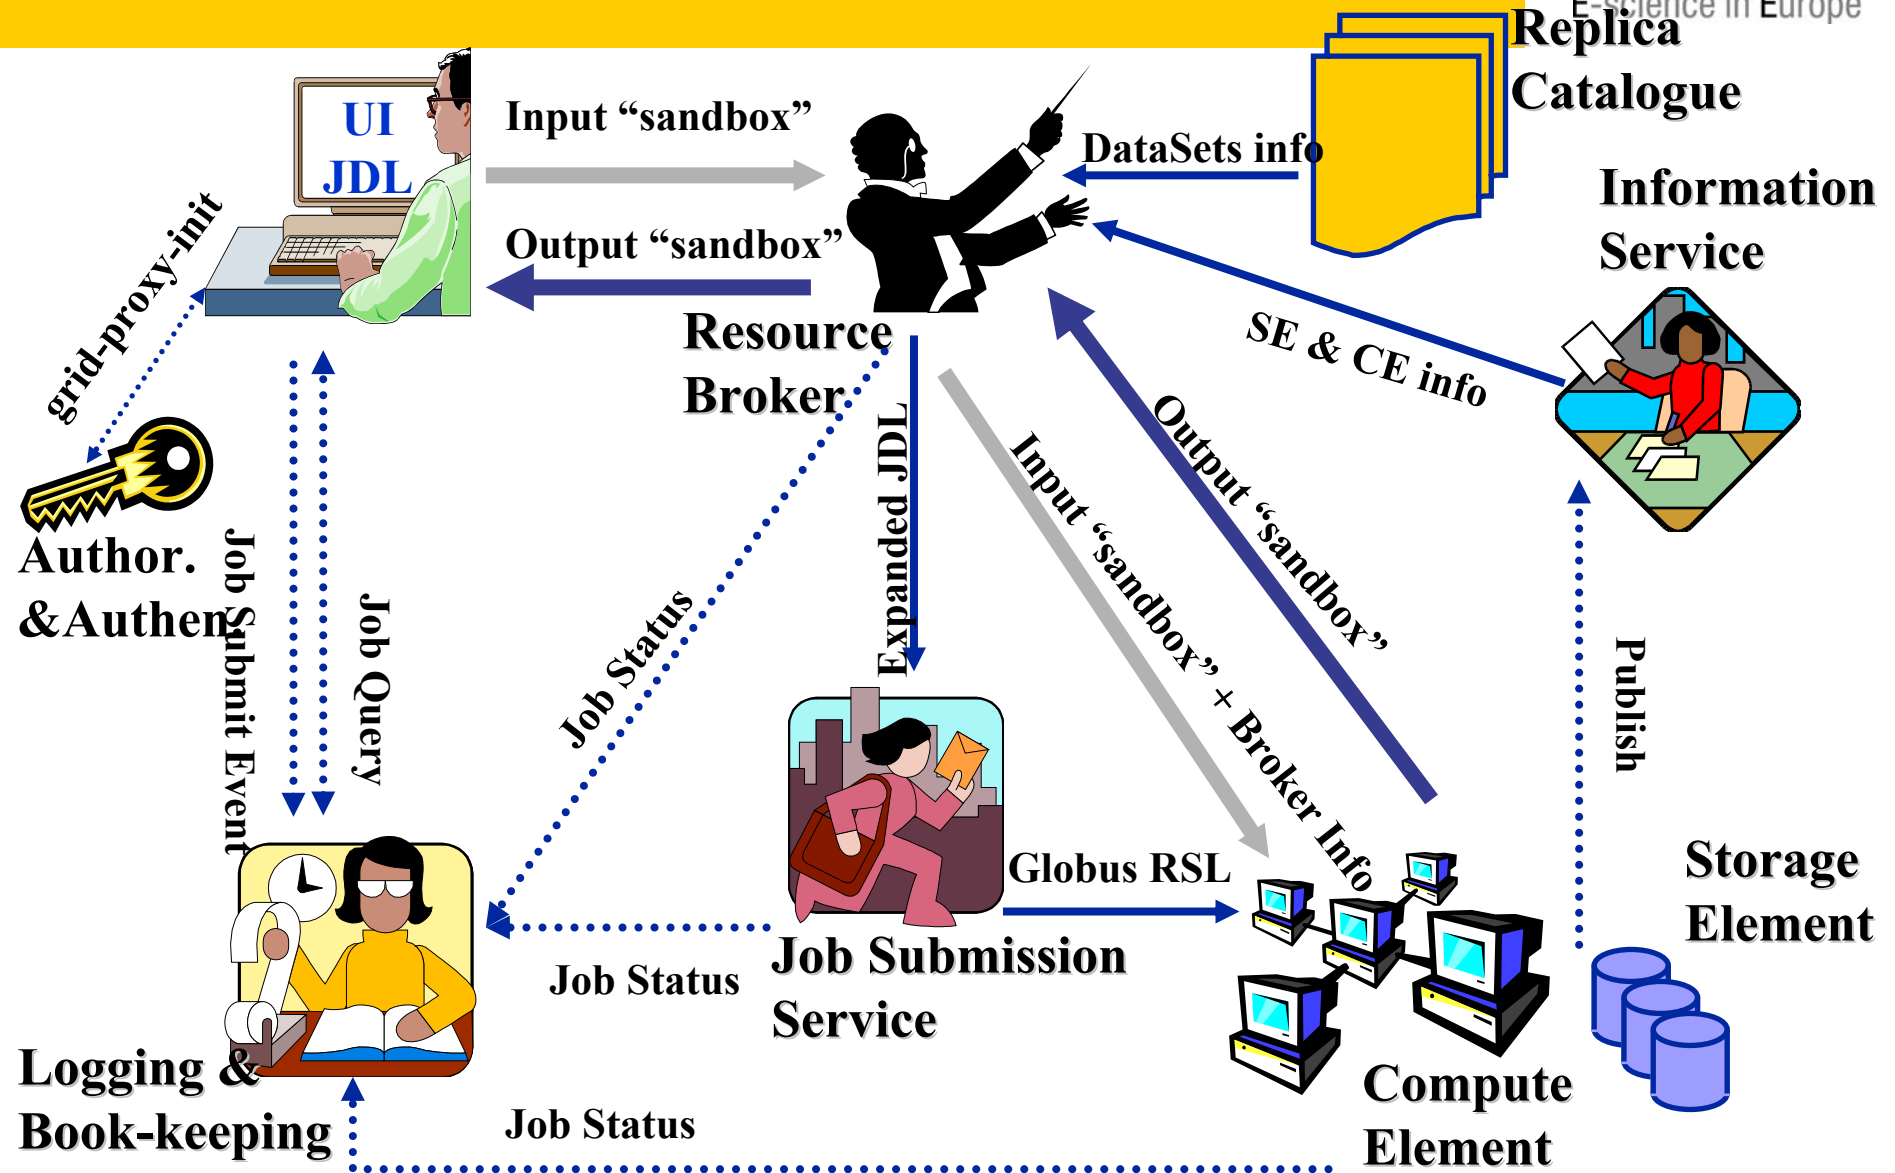 E-science in Europe
Replica
Catalogue
UI
JDL
Input “sandbox”
DataSets info
Information
Service
grid-proxy-init
Output “sandbox”
Resource
Broker
SE & CE info
Author.
&Authen.
Job Submit Event
Job Query
Job Status
Expanded JDL
Input “sandbox” + Broker Info
Output “sandbox”
Publish
Globus RSL
Storage
Element
Job Status
Job Submission
Service
Logging &
Book-keeping
Job Status
Compute
Element